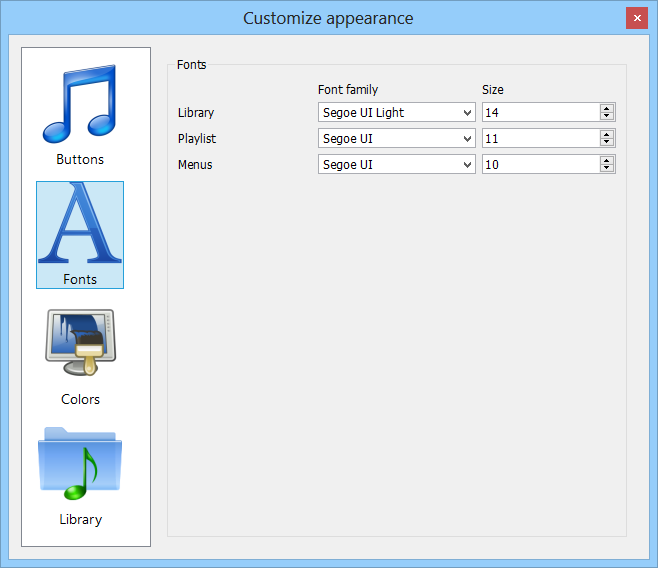 Customize appearance
Buttons
Fonts
Colors
Library
Fonts
Font family Size
Library Segoe UI Light 14
Playlist Segoe UI 11
Menus Segoe UI 10